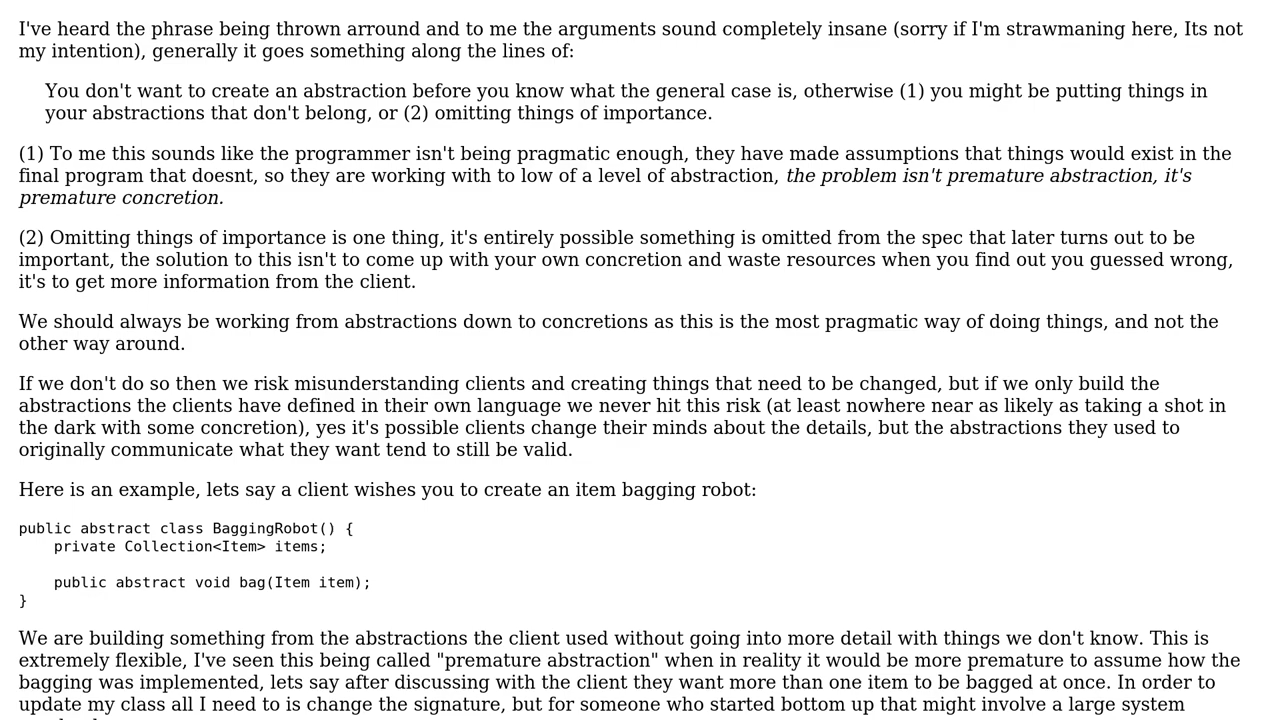 I've heard the phrase being thrown arround and to me the arguments sound completely insane (sorry if I'm strawmaning here, Its not
my intention), generally it goes something along the lines of:
You don't want to create an abstraction before you know what the general case is, otherwise (1) you might be putting things in
your abstractions that don't belong, or (2) omitting things of importance.
(1) To me this sounds like the programmer isn't being pragmatic enough, they have made assumptions that things would exist in the
final program that doesnt, so they are working with to low of a level of abstraction, the problem isn't premature abstraction, it's
premature concretion.
(2) Omitting things of importance is one thing, it's entirely possible something is omitted from the spec that later turns out to be
important, the solution to this isn't to come up with your own concretion and waste resources when you find out you guessed wrong,
it's to get more information from the client.
We should always be working from abstractions down to concretions as this is the most pragmatic way of doing things, and not the
other way around.
If we don't do so then we risk misunderstanding clients and creating things that need to be changed, but if we only build the
abstractions the clients have defined in their own language we never hit this risk (at least nowhere near as likely as taking a shot in
the dark with some concretion), yes it's possible clients change their minds about the details, but the abstractions they used to
originally communicate what they want tend to still be valid.
Here is an example, lets say a client wishes you to create an item bagging robot:
public abstract class BaggingRobot() {
    private Collection<Item> items;
    public abstract void bag(Item item);
}
We are building something from the abstractions the client used without going into more detail with things we don't know. This is
extremely flexible, I've seen this being called "premature abstraction" when in reality it would be more premature to assume how the
bagging was implemented, lets say after discussing with the client they want more than one item to be bagged at once. In order to
update my class all I need to is change the signature, but for someone who started bottom up that might involve a large system